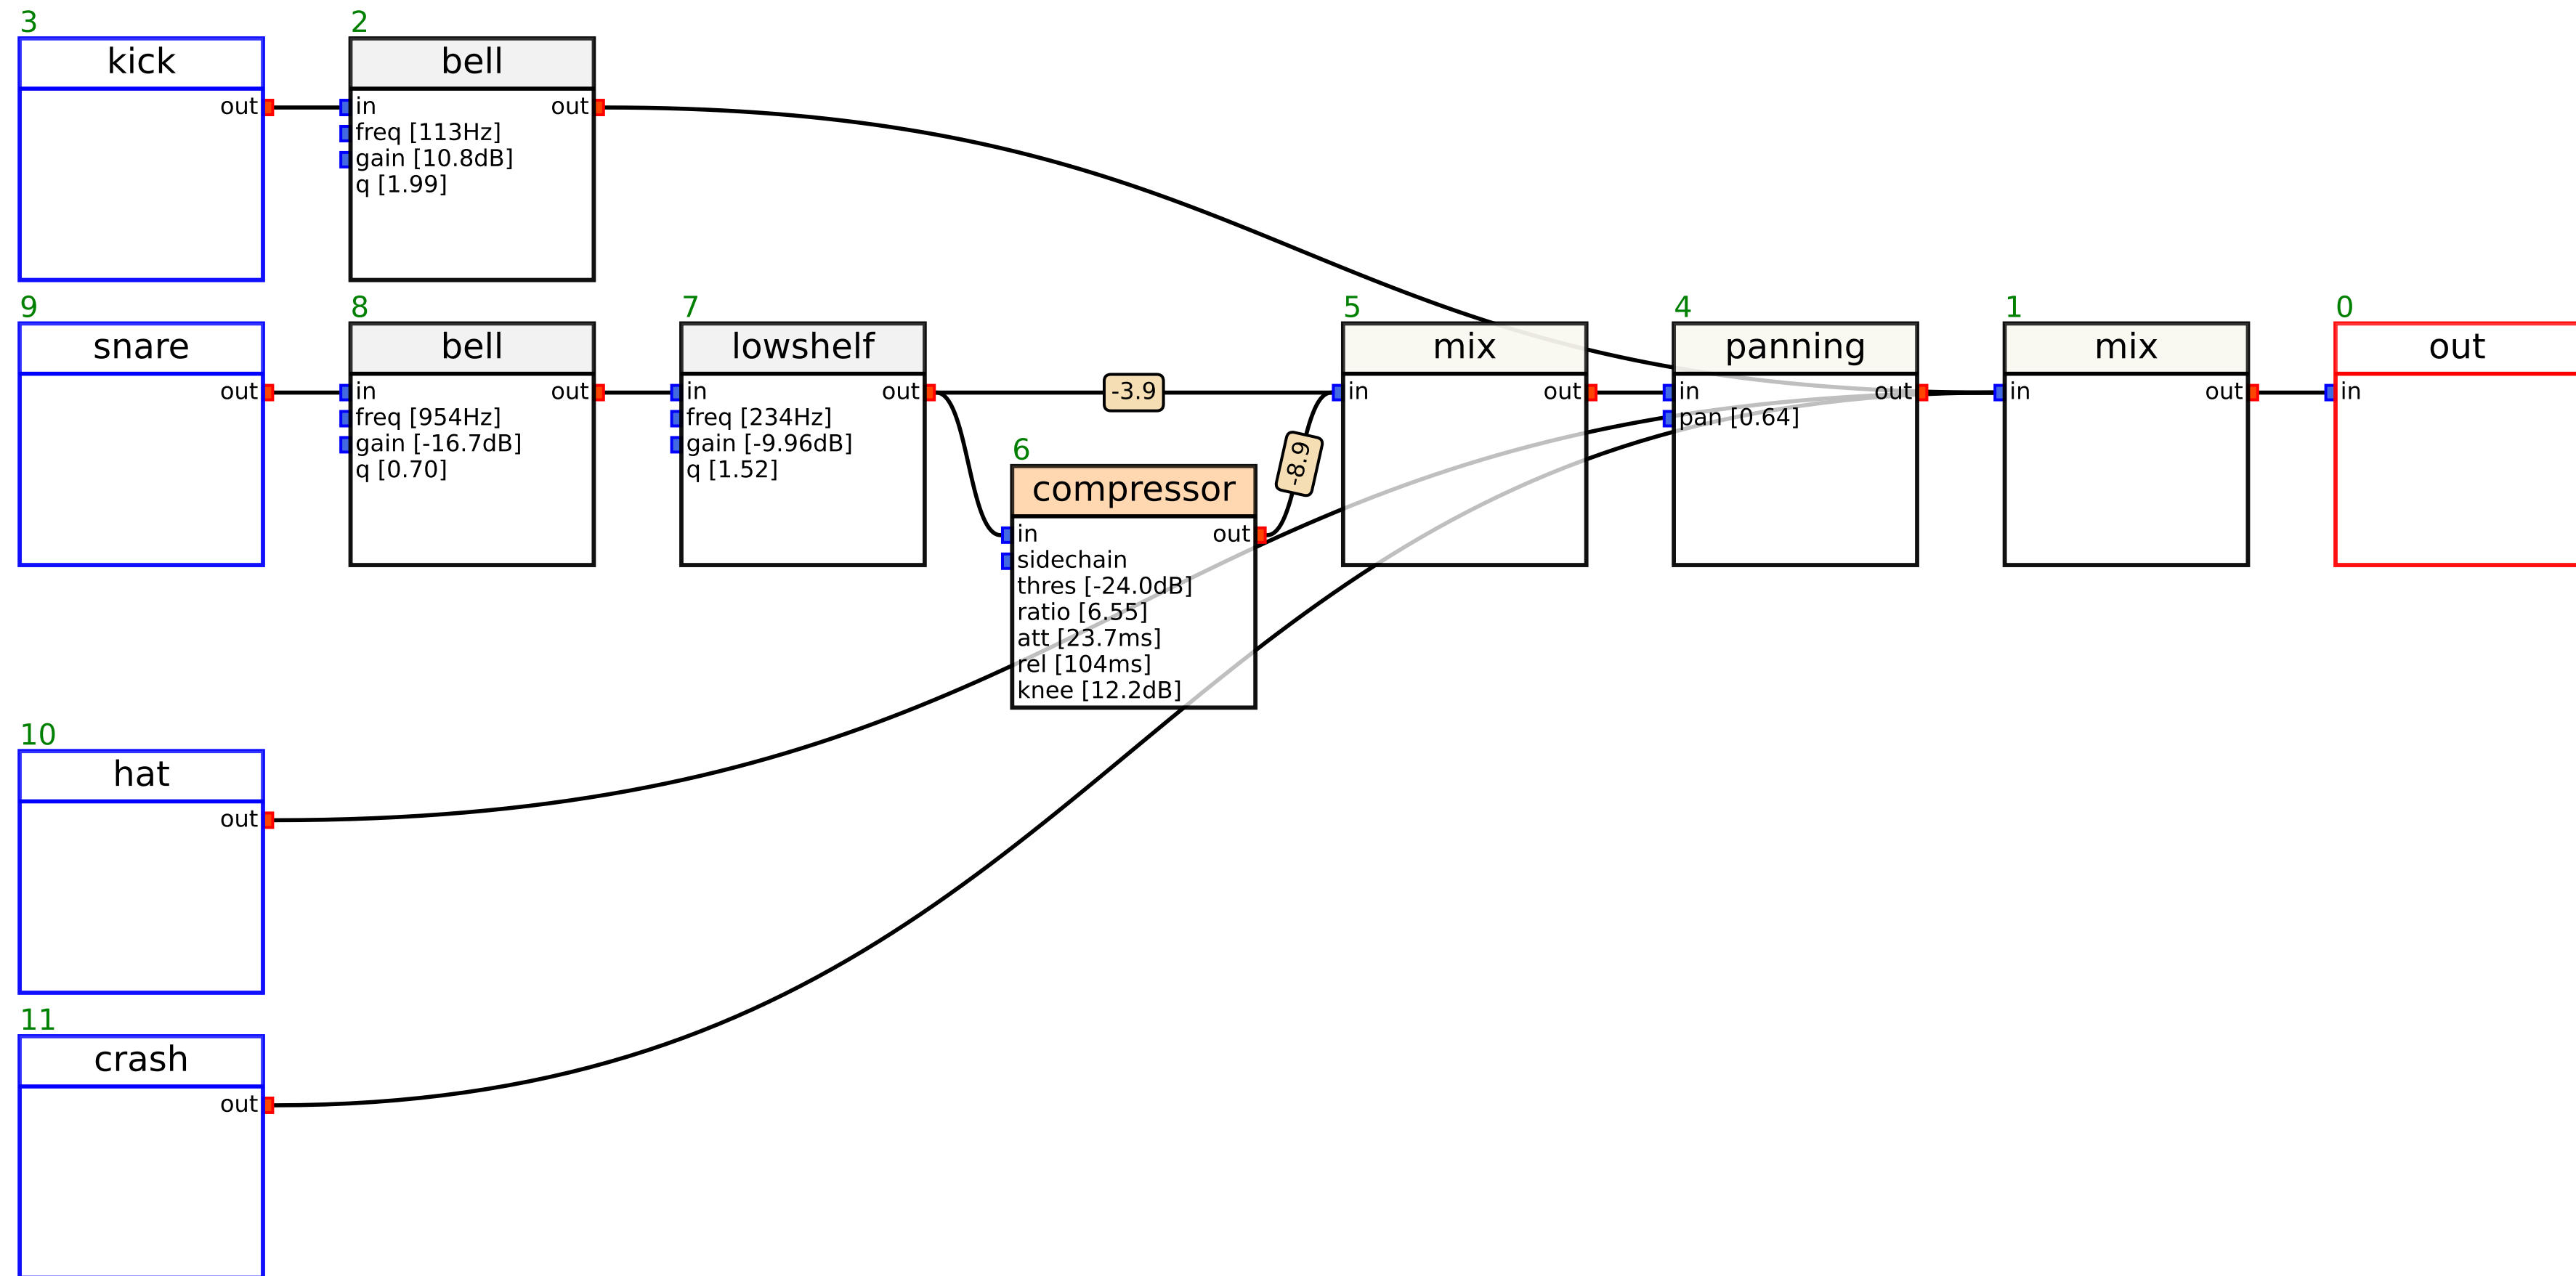 3
kick
out
2
bell
in out
freq [113Hz]
gain [10.8dB]
q [1.99]
9
snare
out
8
bell
in out
freq [954Hz]
gain [-16.7dB]
q [0.70]
7
lowshelf
in out
freq [234Hz]
gain [-9.96dB]
q [1.52]
-3.9
6
compressor
in out
sidechain
thres [-24.0dB]
ratio [6.55]
att [23.7ms]
rel [104ms]
knee [12.2dB]
-8.9
5
mix
in out
4
panning
in out
pan [0.64]
1
mix
in out
0
out
in
10
hat
out
11
crash
out